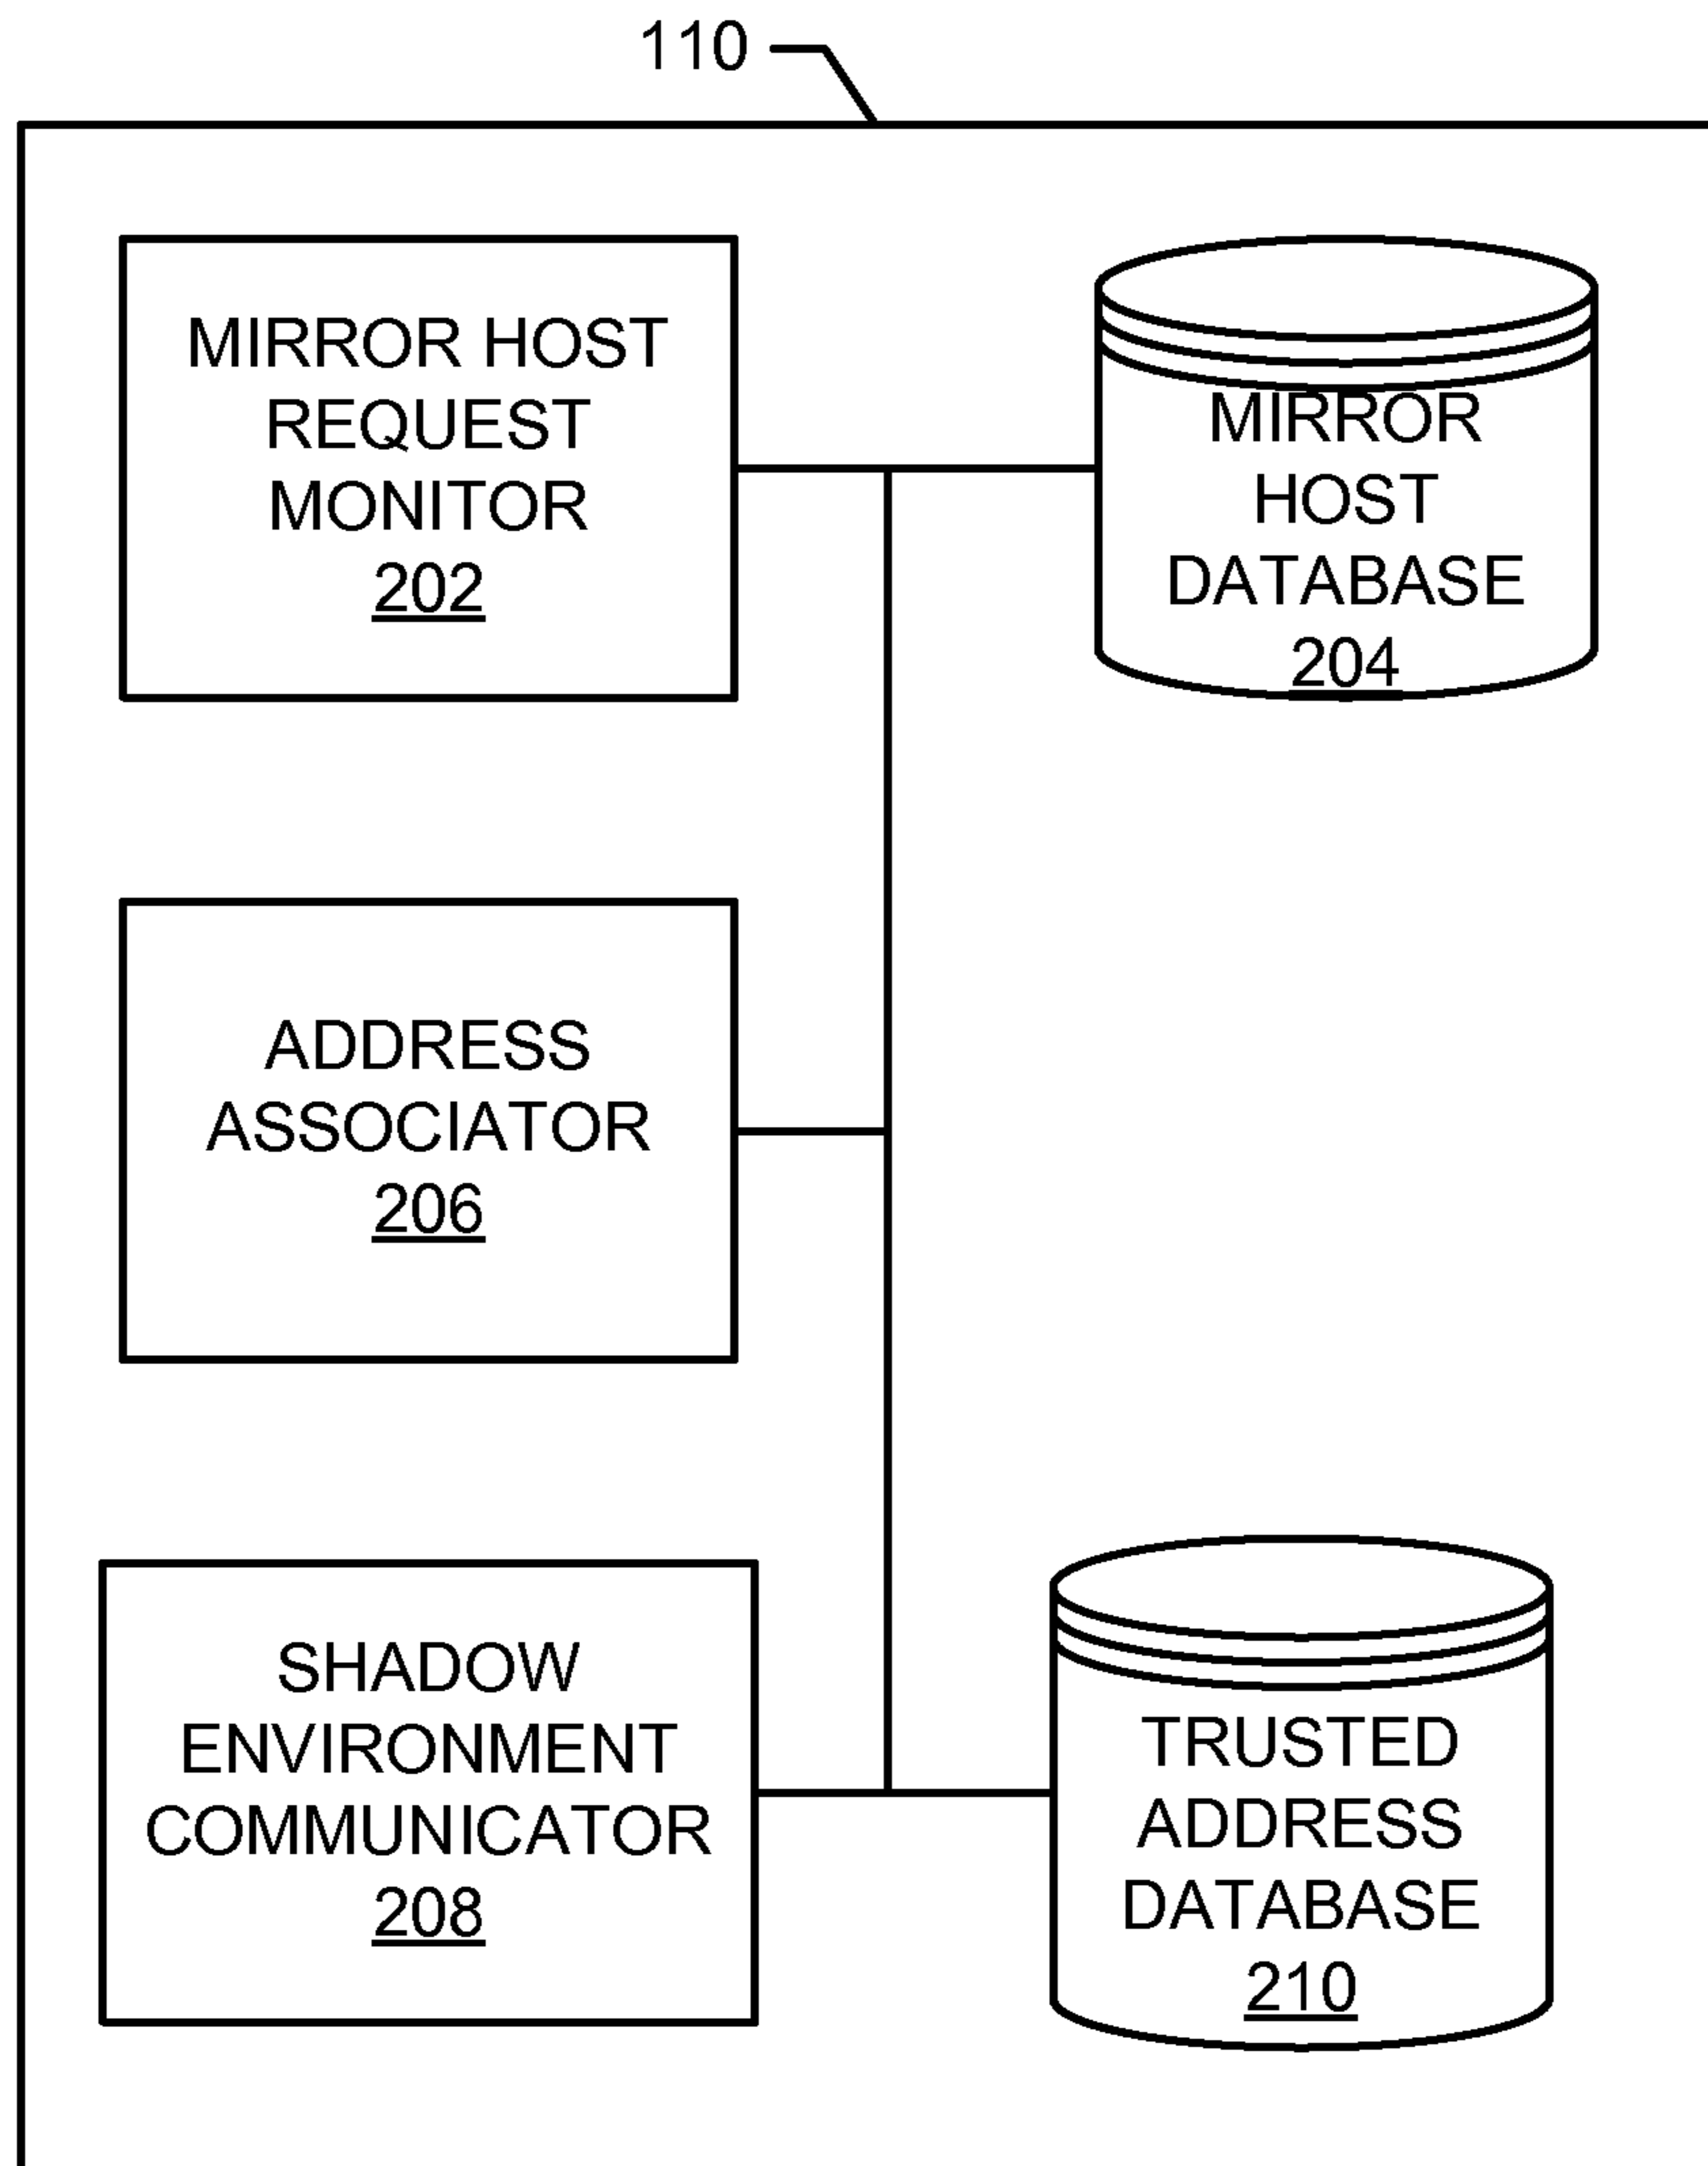 110
MIRROR HOST
REQUEST
MONITOR
202
MIRROR
HOST
DATABASE
204
ADDRESS
ASSOCIATOR
206
SHADOW
ENVIRONMENT
COMMUNICATOR
208
TRUSTED
ADDRESS
DATABASE
210